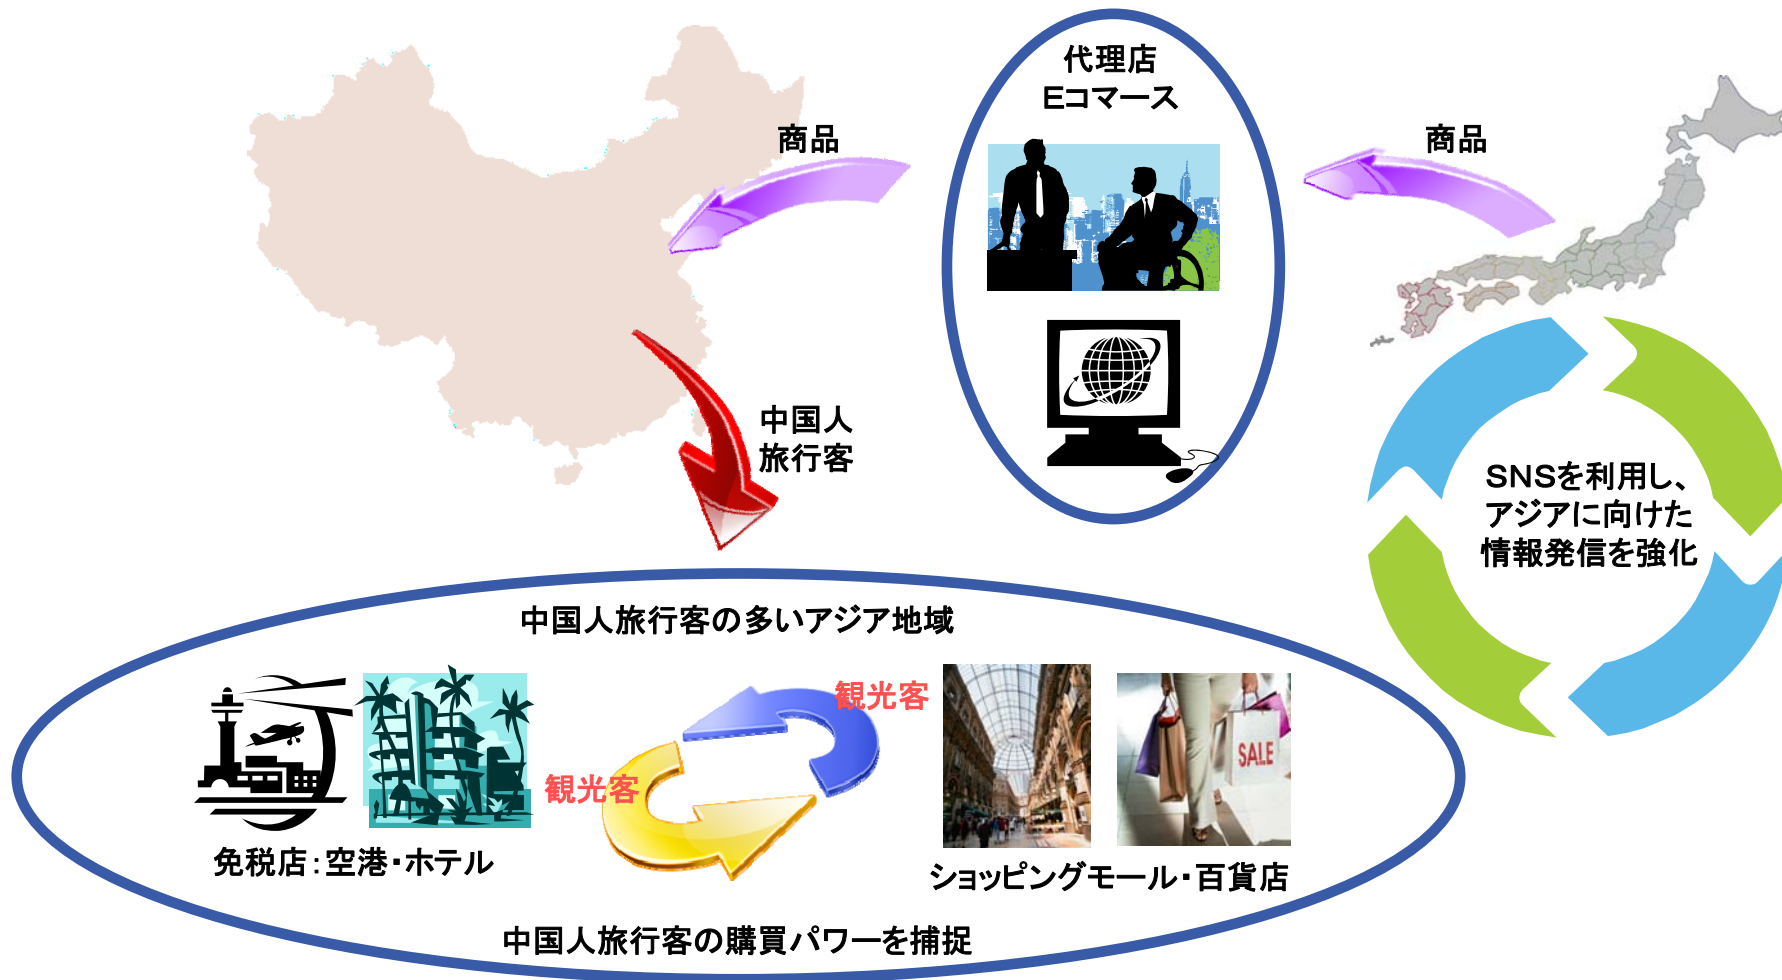 代理店
Eコマース
商品
商品
中国人
旅行客
SNSを利用し、
アジアに向けた
情報発信を強化
中国人旅行客の多いアジア地域
観光客
観光客
SALE
免税店：空港・ホテル
ショッピングモール・百貨店
中国人旅行客の購買パワーを捕捉